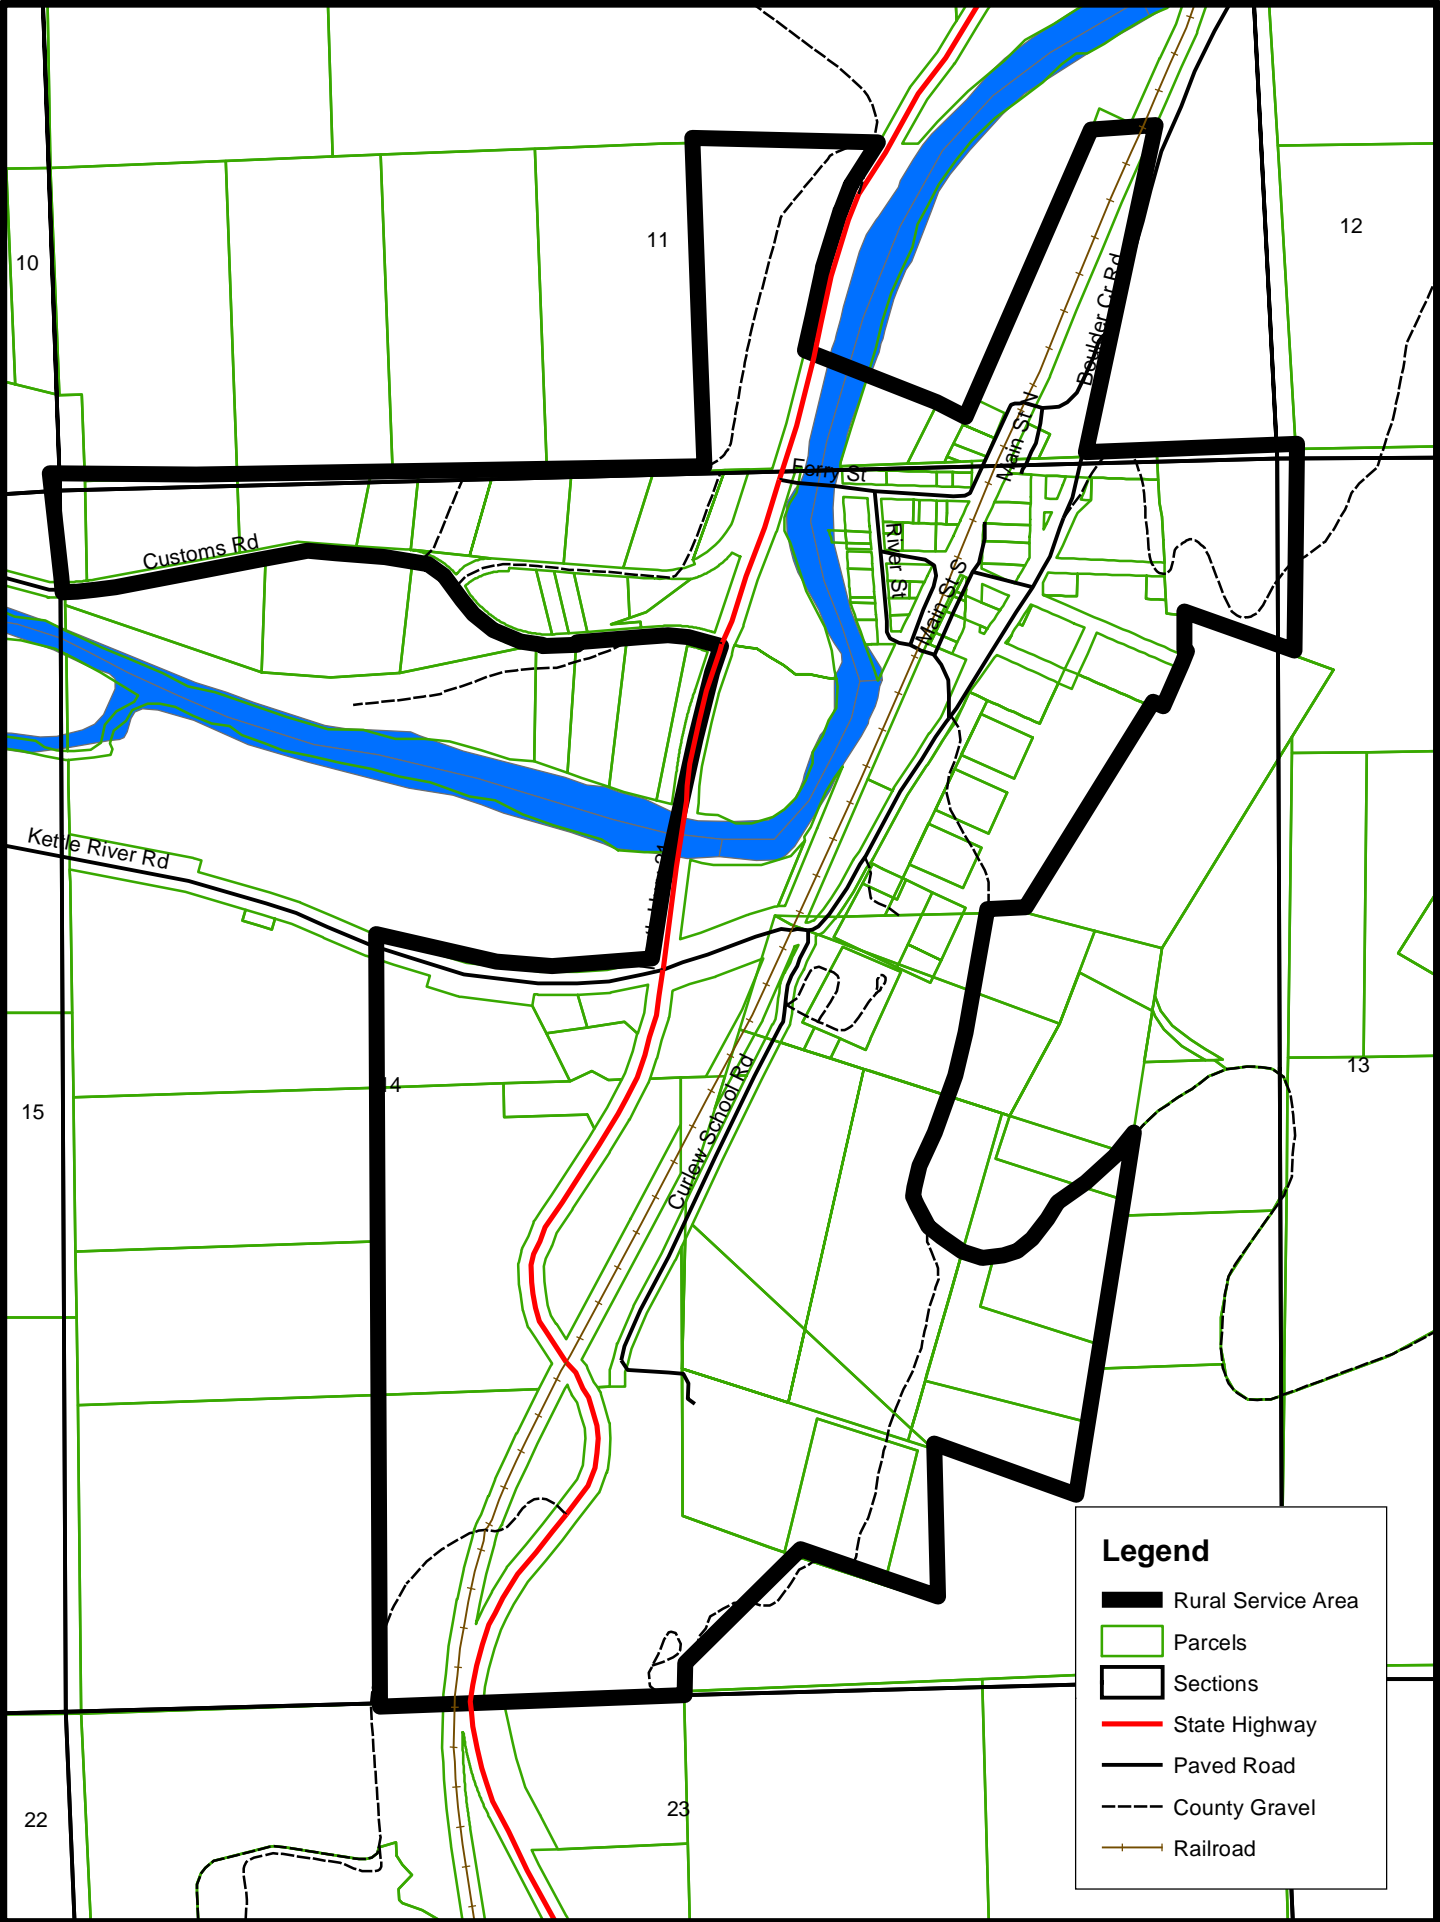 11
12
10
Boulder Cr Rd
Main St N
Ferry St
Customs Rd
River St
Main St S
Kettle River Rd
14
13
15
Curlew School Rd
22
23
Legend
Rural Service Area
Parcels
Sections
State Highway
Paved Road
County Gravel
Railroad